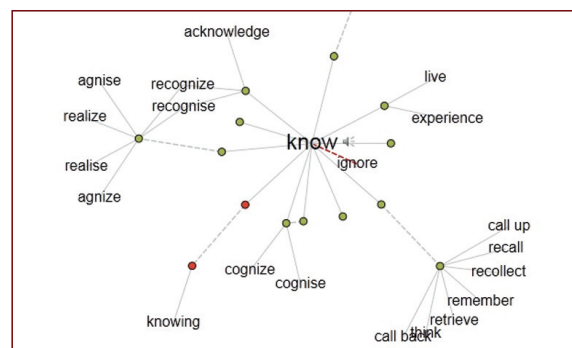 acknowledge
live
agnise
recognize
recognise
realize
experience
know
ignore
realise
agnize
call up
recall
cognize
recollect
cognise
remember
knowing
retrieve
think
call back